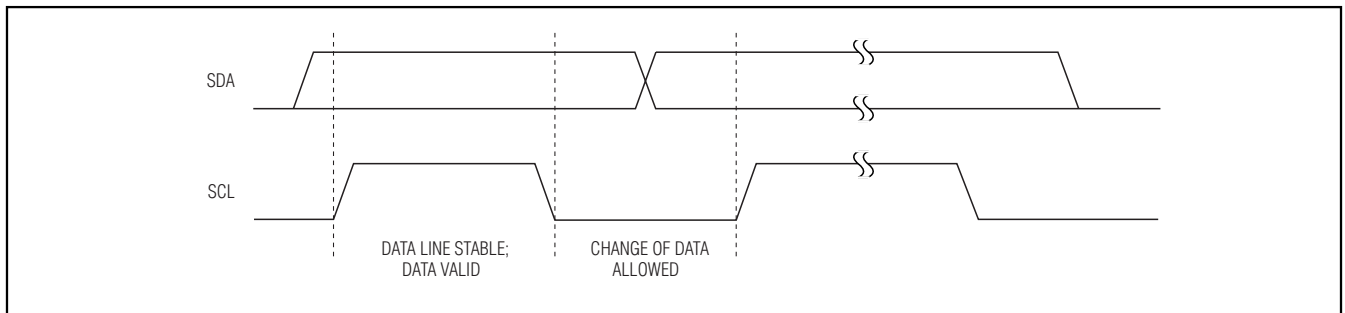 SDA
SCL
DATA LINE STABLE;
DATA VALID
CHANGE OF DATA
ALLOWED